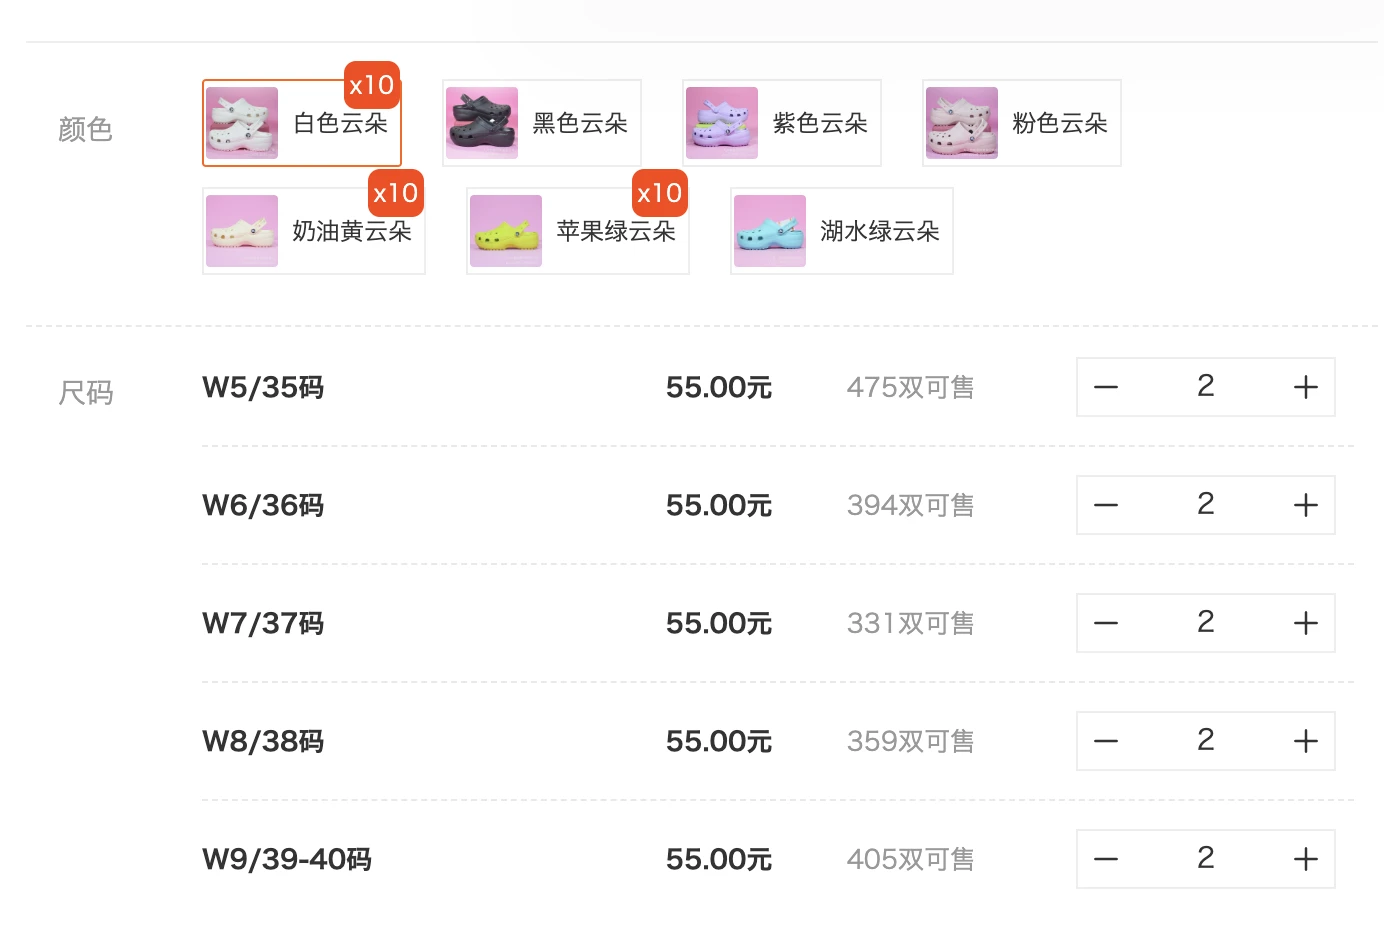 颜色
x10
白色云朵
黑色云朵
紫色云朵
粉色云朵
x10
奶油黄云朵
x10
苹果绿云朵
湖水绿云朵
尺码
W5/35码 55.00元 475双可售 — 2 +
W6/36码 55.00元 394双可售 — 2 +
W7/37码 55.00元 331双可售 — 2 +
W8/38码 55.00元 359双可售 — 2 +
W9/39-40码 55.00元 405双可售 — 2 +